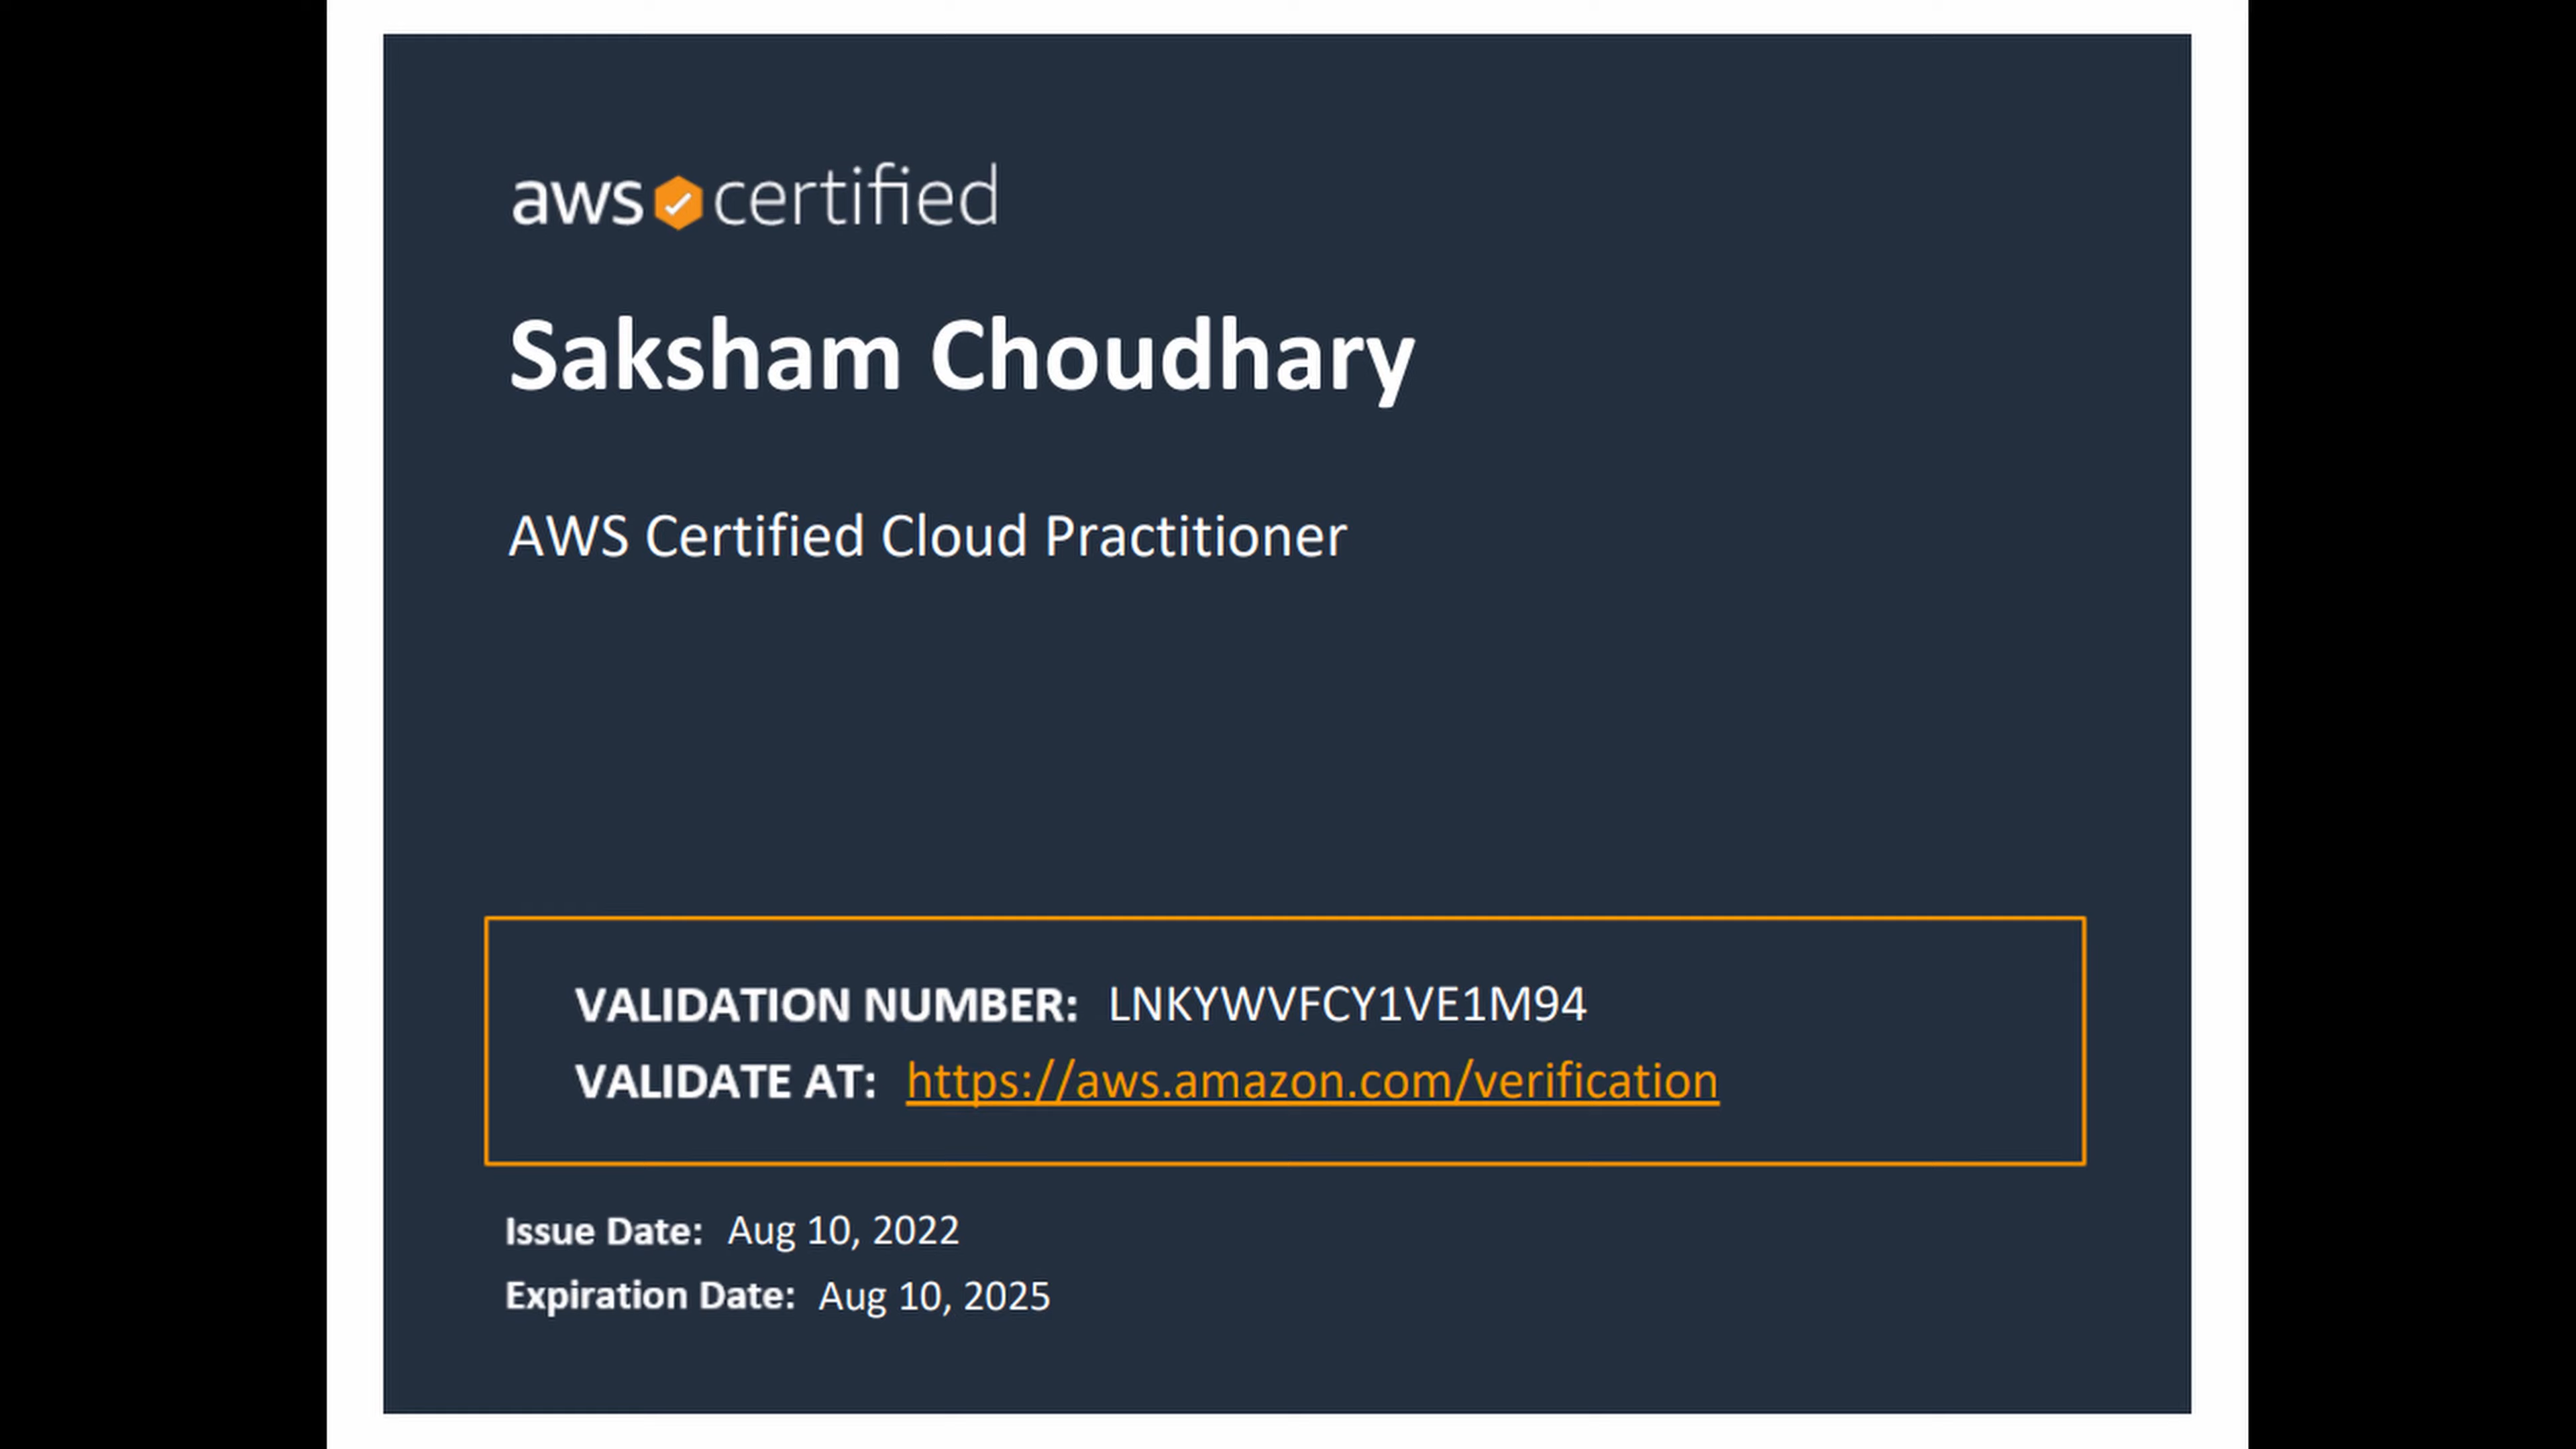 aws certified
Saksham Choudhary
AWS Certified Cloud Practitioner
VALIDATION NUMBER: LNKYWVFCY1VE1M94
VALIDATE AT: https://aws.amazon.com/verification
Issue Date: Aug 10, 2022
Expiration Date: Aug 10, 2025